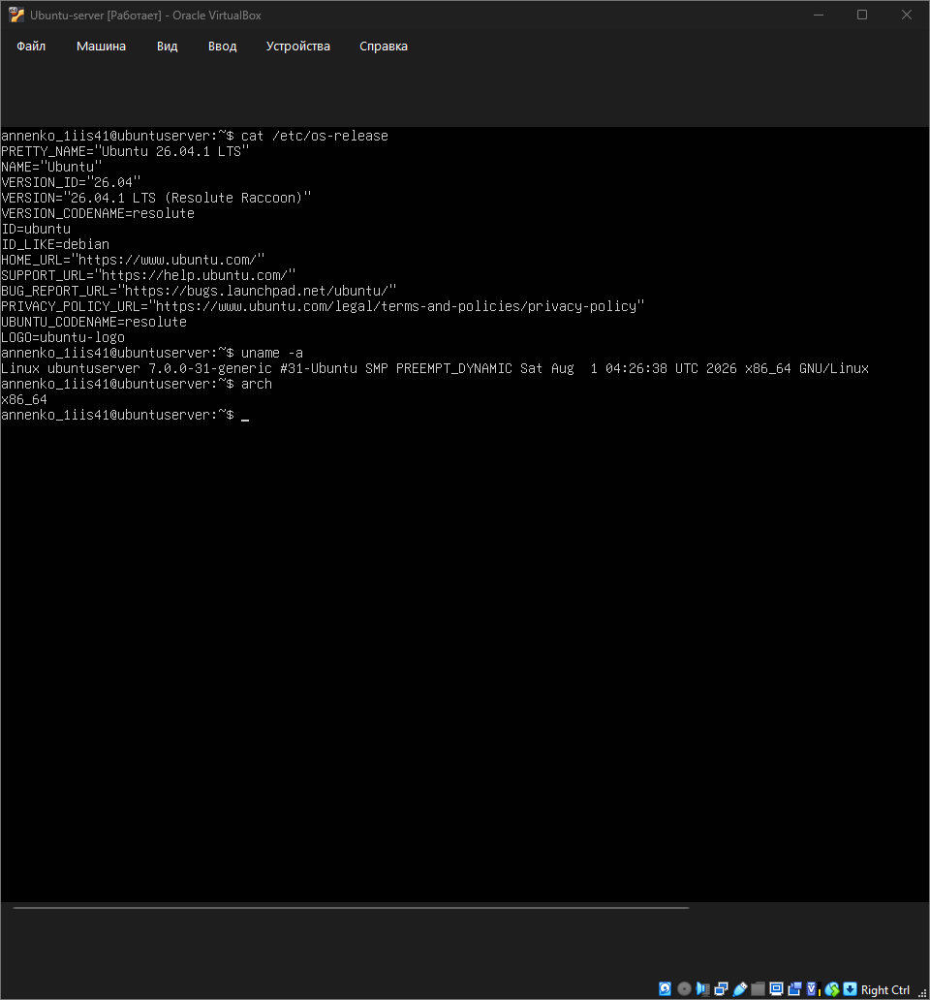 Ubuntu-server [Работает] - Oracle VirtualBox
Файл Машина Вид Ввод Устройства Справка
annenko_1iis41@ubuntuserver:~$ cat /etc/os-release
PRETTY_NAME="Ubuntu 26.04.1 LTS"
NAME="Ubuntu"
VERSION_ID="26.04"
VERSION="26.04.1 LTS (Resolute Raccoon)"
VERSION_CODENAME=resolute
ID=ubuntu
ID_LIKE=debian
HOME_URL="https://www.ubuntu.com/"
SUPPORT_URL="https://help.ubuntu.com/"
BUG_REPORT_URL="https://bugs.launchpad.net/ubuntu/"
PRIVACY_POLICY_URL="https://www.ubuntu.com/legal/terms-and-policies/privacy-policy"
UBUNTU_CODENAME=resolute
LOGO=ubuntu-logo
annenko_1iis41@ubuntuserver:~$ uname -a
Linux ubuntuserver 7.0.0-31-generic #31-Ubuntu SMP PREEMPT_DYNAMIC Sat Aug  1 04:26:38 UTC 2026 x86_64 GNU/Linux
annenko_1iis41@ubuntuserver:~$ arch
x86_64
annenko_1iis41@ubuntuserver:~$ _
Right Ctrl